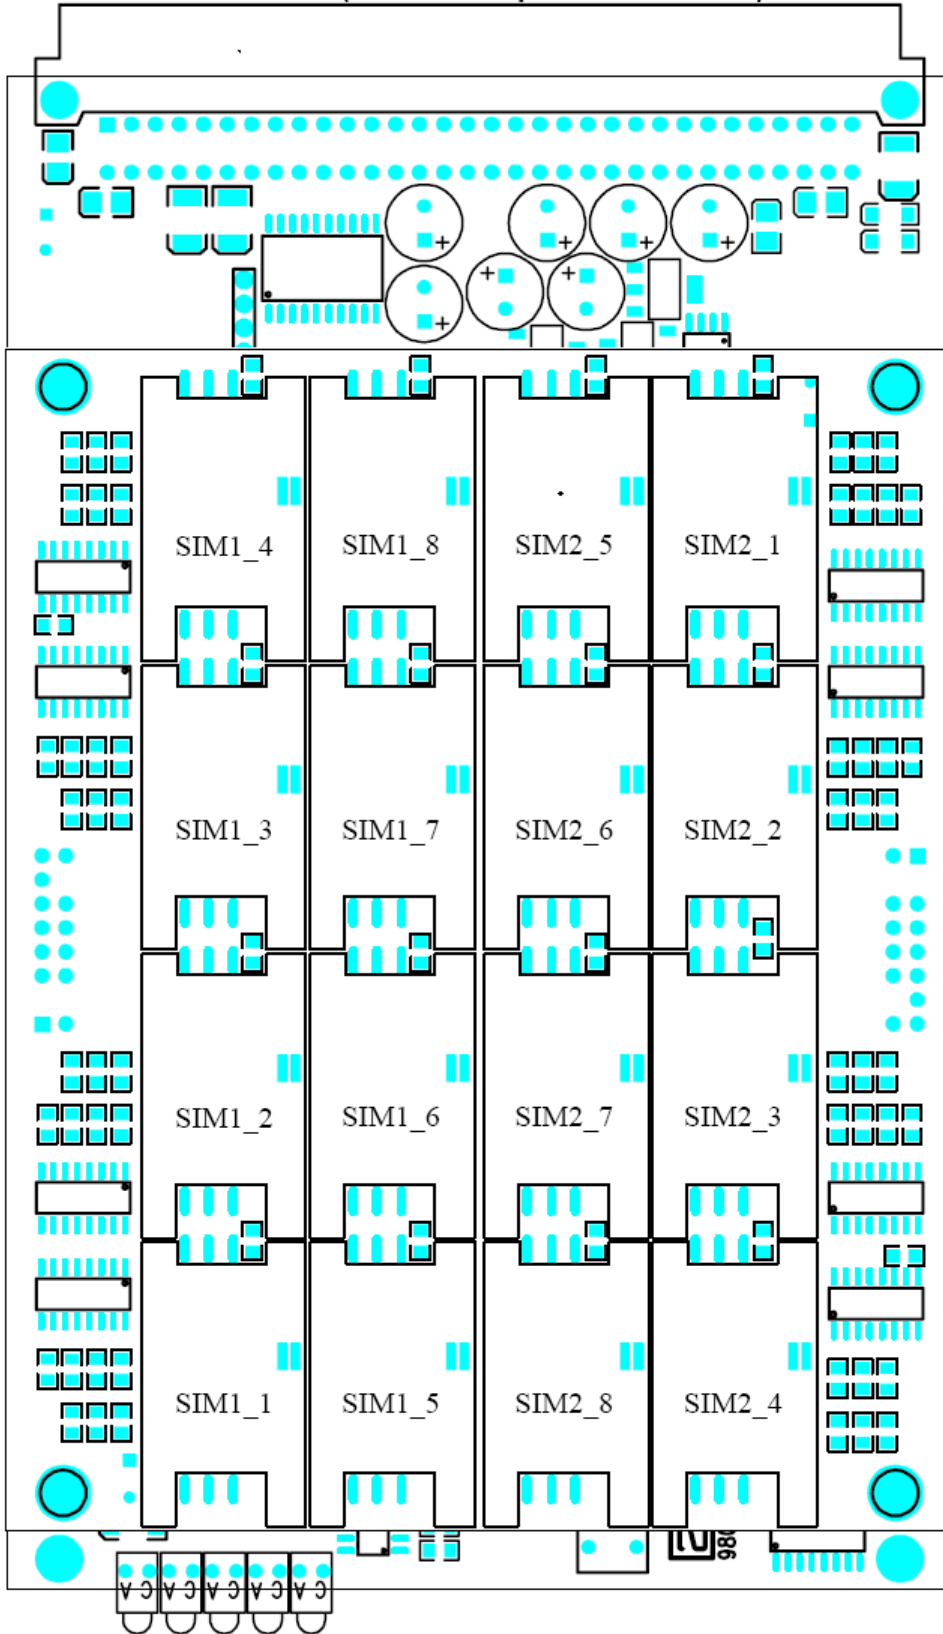 SIM1_4 SIM1_8 SIM2_5 SIM2_1
SIM1_3 SIM1_7 SIM2_6 SIM2_2
SIM1_2 SIM1_6 SIM2_7 SIM2_3
SIM1_1 SIM1_5 SIM2_8 SIM2_4
A C A C A C A C A C